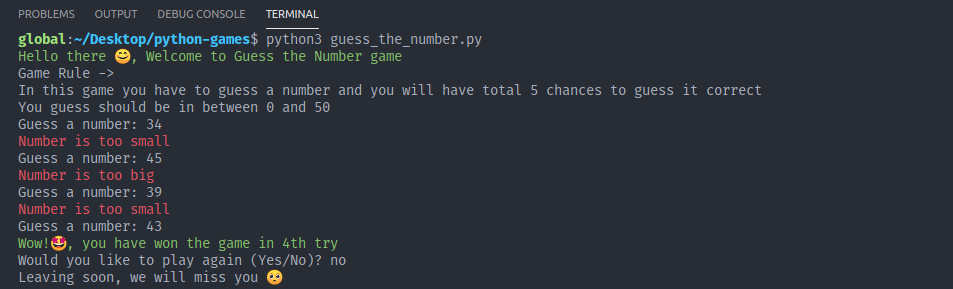 PROBLEMS OUTPUT DEBUG CONSOLE TERMINAL
global:~/Desktop/python-games$ python3 guess_the_number.py
Hello there 😊, Welcome to Guess the Number game
Game Rule ->
In this game you have to guess a number and you will have total 5 chances to guess it correct
You guess should be in between 0 and 50
Guess a number: 34
Number is too small
Guess a number: 45
Number is too big
Guess a number: 39
Number is too small
Guess a number: 43
Wow!🤩, you have won the game in 4th try
Would you like to play again (Yes/No)? no
Leaving soon, we will miss you 🥺